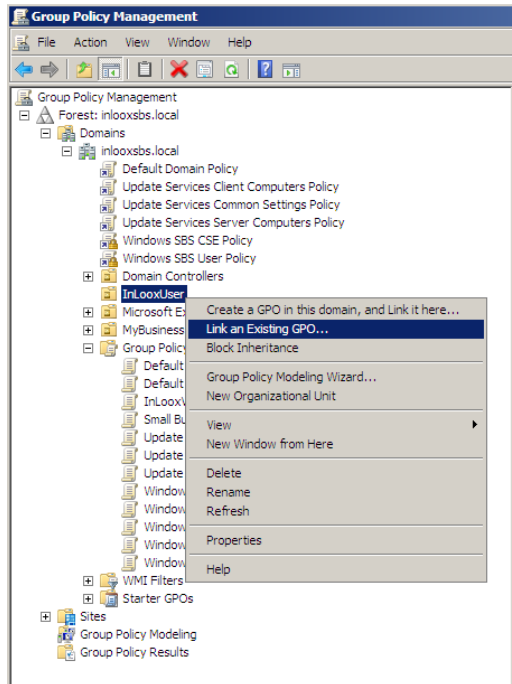 Group Policy Management
File Action View Window Help
Group Policy Management
Forest: inlooxsbs.local
Domains
inlooxsbs.local
Default Domain Policy
Update Services Client Computers Policy
Update Services Common Settings Policy
Update Services Server Computers Policy
Windows SBS CSE Policy
Windows SBS User Policy
Domain Controllers
InLooxUser
Microsoft
MyBusiness
Group Policy
Default
Default
Small
Update
Update
Update
Window
Window
Window
Window
Window
WMI Filters
Starter GPOs
Sites
Group Policy Modeling
Group Policy Results
Create a GPO in this domain, and Link it here...
Link an Existing GPO...
Block Inheritance
Group Policy Modeling Wizard...
New Organizational Unit
View
New Window from Here
Delete
Rename
Refresh
Properties
Help